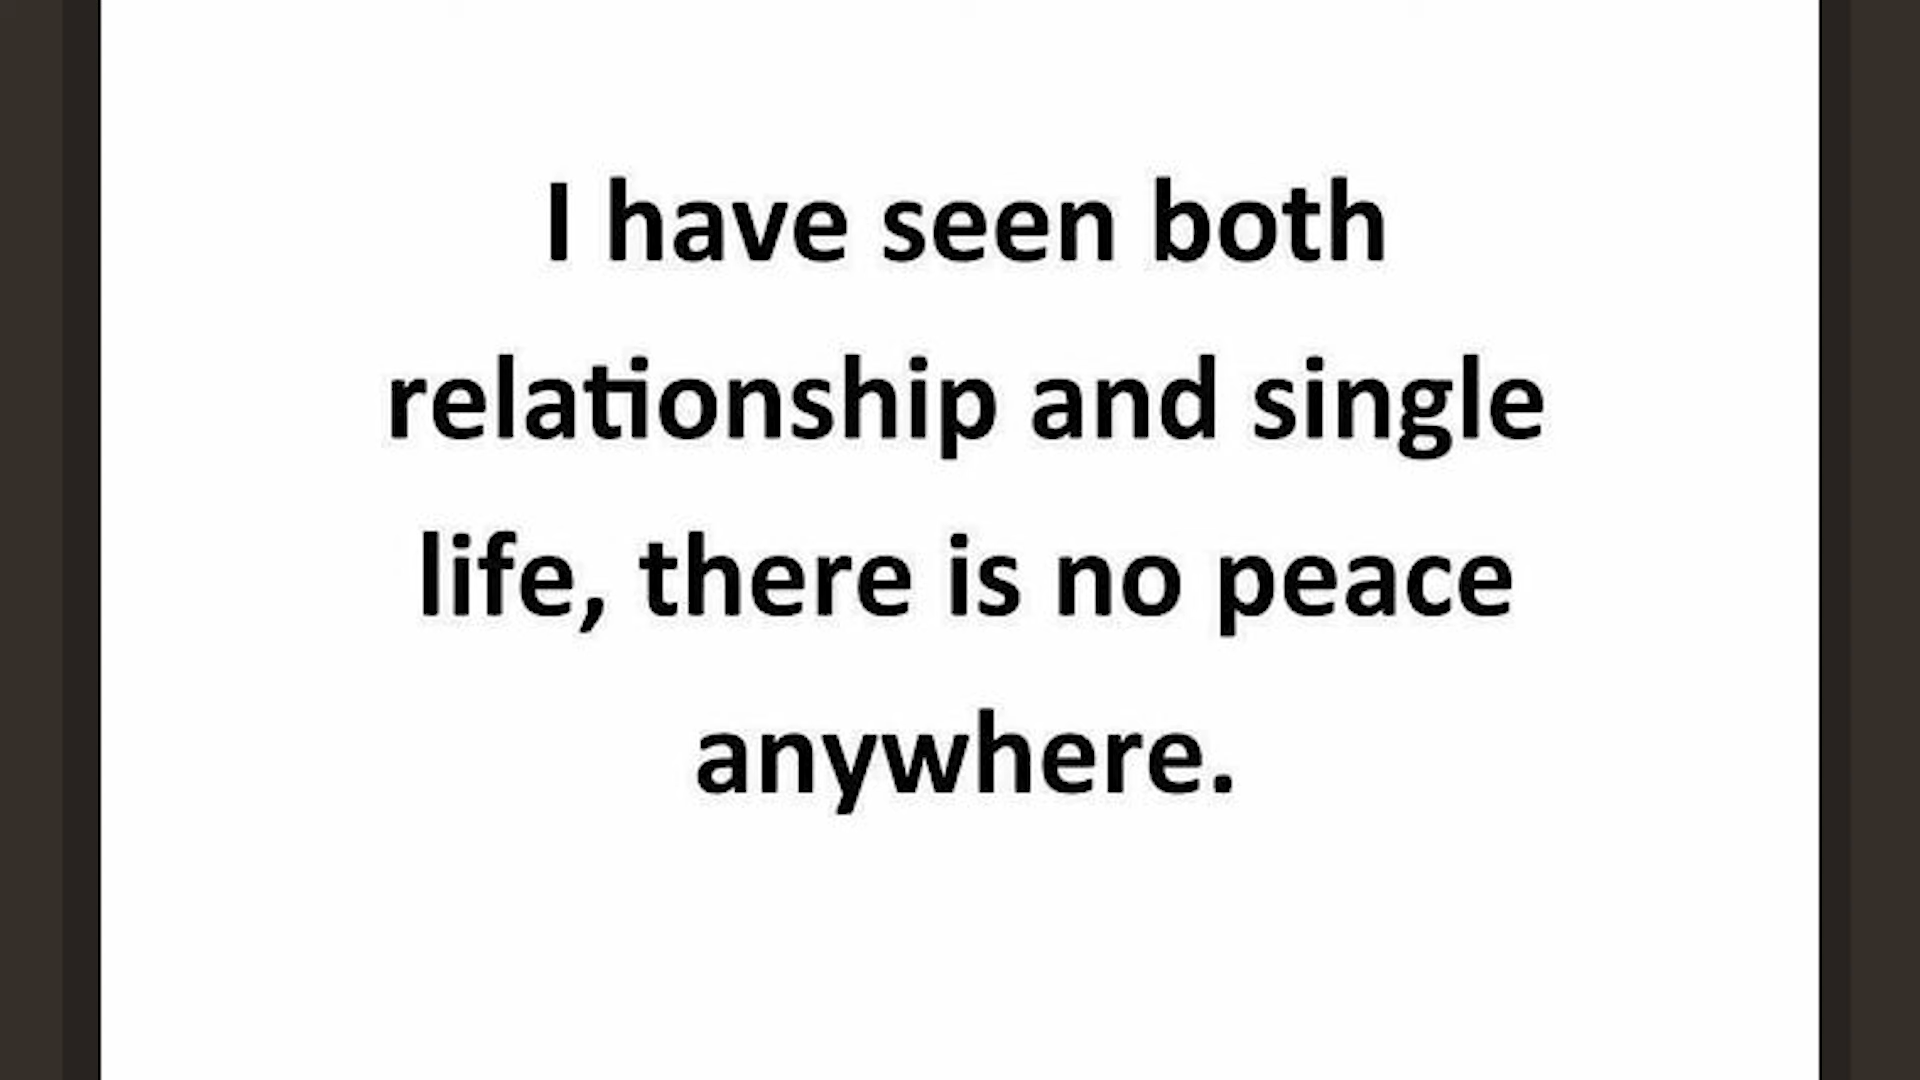 I have seen both
relationship and single
life, there is no peace
anywhere.